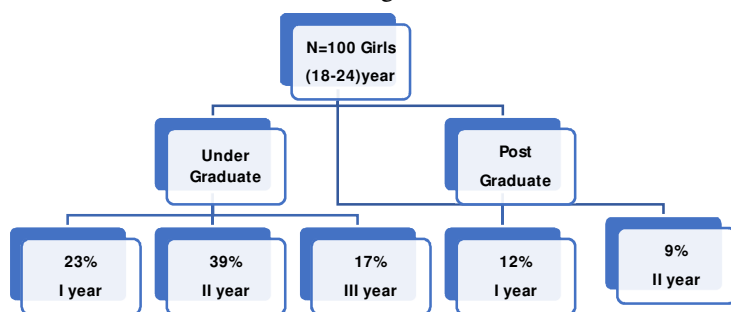 N=100 Girls
(18-24)year
Under
Graduate
Post
Graduate
23%
I year
39%
II year
17%
III year
12%
I year
9%
II year